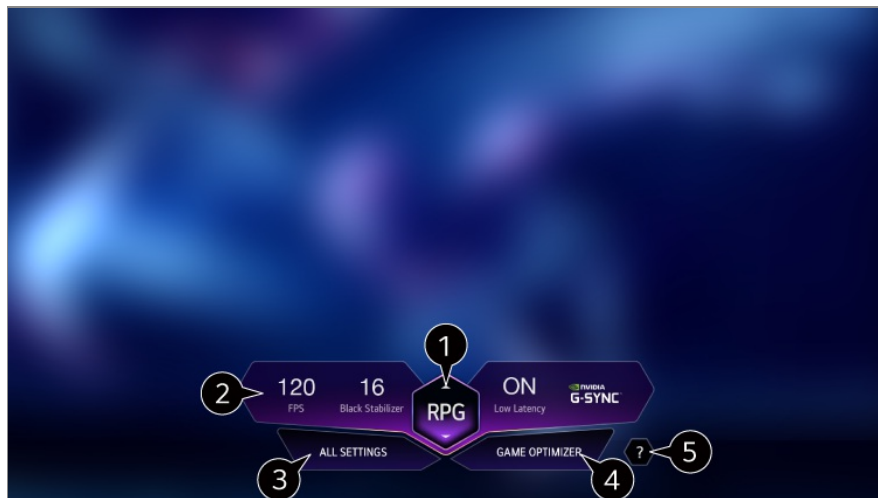 1
2
120
FPS
16
Black Stabilizer
RPG
ON
Low Latency
NVIDIA
G-SYNC
3
ALL SETTINGS
GAME OPTIMIZER
4
?
5